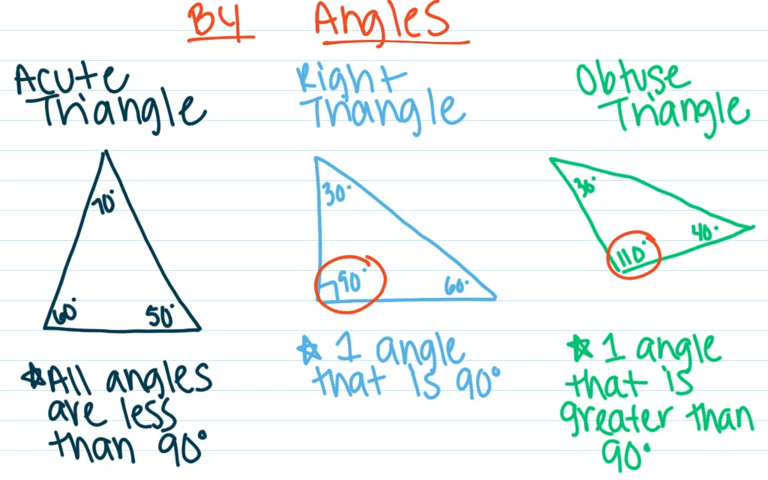 By Angles
Acute
Triangle
70°
60°
50°
*All angles
are less
than 90°
Right
Triangle
30°
90°
60°
* 1 angle
that is 90°
Obtuse
Triangle
30°
40°
110°
* 1 angle
that is
greater than
90°